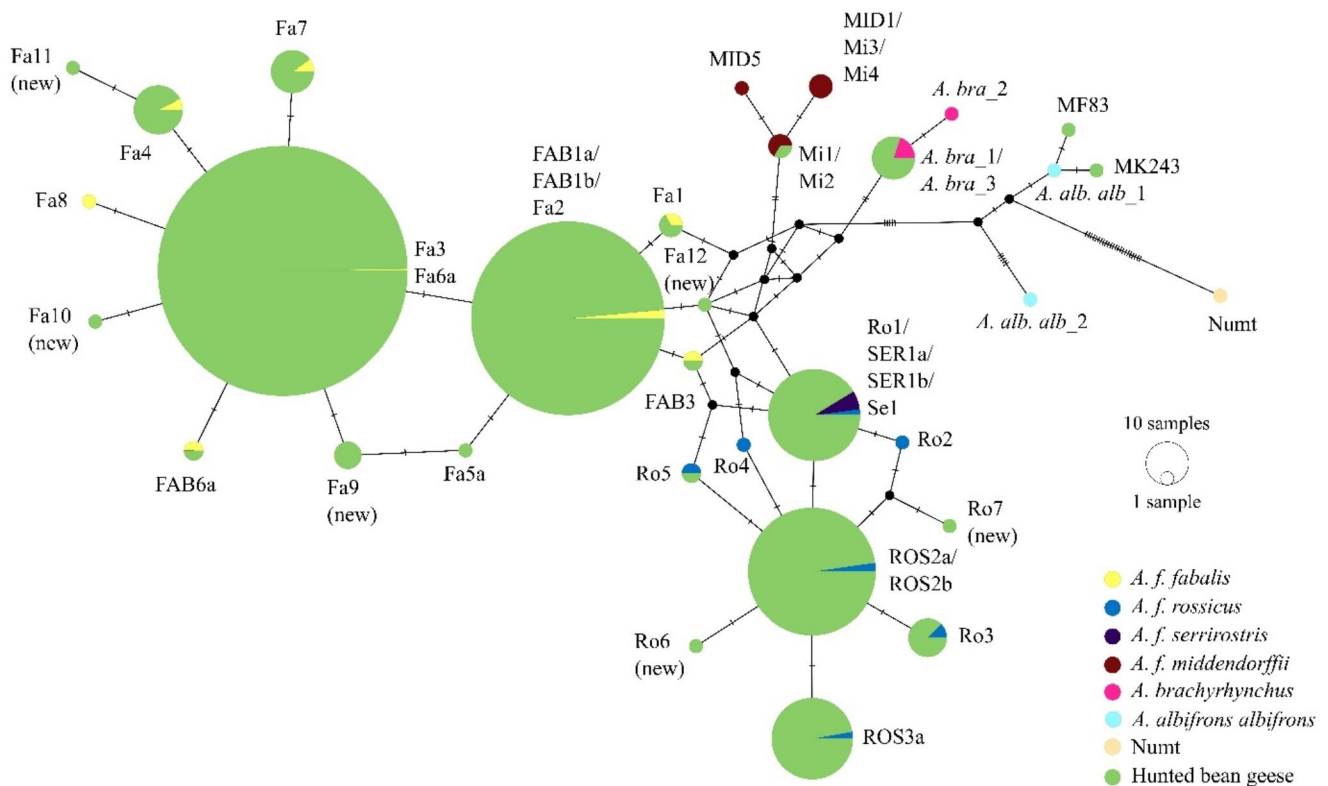 Fa11
(new)
Fa7
Fa4
Fa8
Fa3
Fa6a
Fa10
(new)
FAB6a
Fa9
(new)
Fa5a
FAB1a/
FAB1b/
Fa2
Fa1
Fa12
(new)
FAB3
MID5
MID1/
Mi3/
Mi4
Mi1/
Mi2
A. bra_2
A. bra_1/
A. bra_3
MF83
MK243
A. alb. alb_1
A. alb. alb_2
Numt
Ro1/
SER1a/
SER1b/
Se1
Ro5
Ro4
Ro2
Ro7
(new)
ROS2a/
ROS2b
Ro6
(new)
Ro3
ROS3a
10 samples
1 sample
A. f. fabalis
A. f. rossicus
A. f. serrirostris
A. f. middendorffii
A. brachyrhynchus
A. albifrons albifrons
Numt
Hunted bean geese